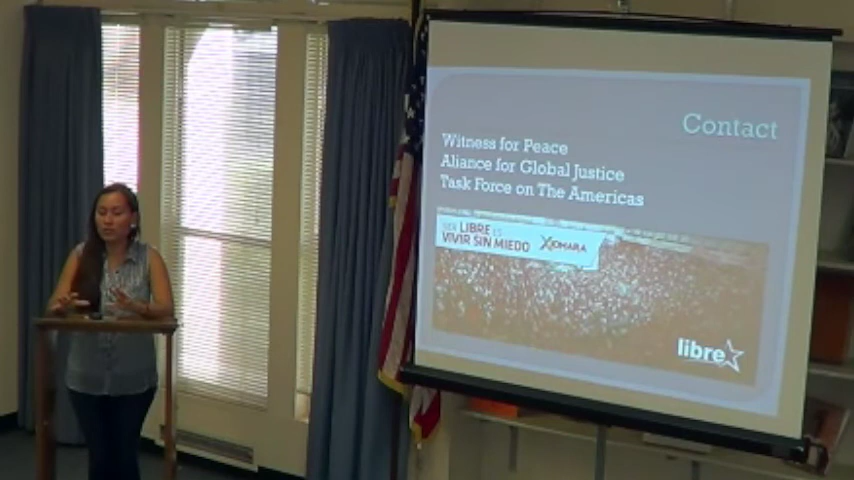 Contact
Witness for Peace
Aliance for Global Justice
Task Force on The Americas
SER LIBRE ES
VIVIR SIN MIEDO
XIOMARA
libre